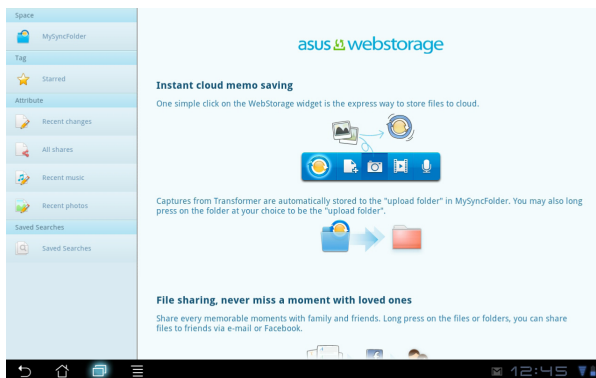 Space
MySyncFolder
Tag
Starred
Attribute
Recent changes
All shares
Recent music
Recent photos
Saved Searches
Saved Searches
asus webstorage
Instant cloud memo saving
One simple click on the WebStorage widget is the express way to store files to cloud.
Captures from Transformer are automatically stored to the "upload folder" in MySyncFolder. You may also long
press on the folder at your choice to be the "upload folder".
File sharing, never miss a moment with loved ones
Share every memorable moments with family and friends. Long press on the files or folders, you can share
files to friends via e-mail or Facebook.
12:45